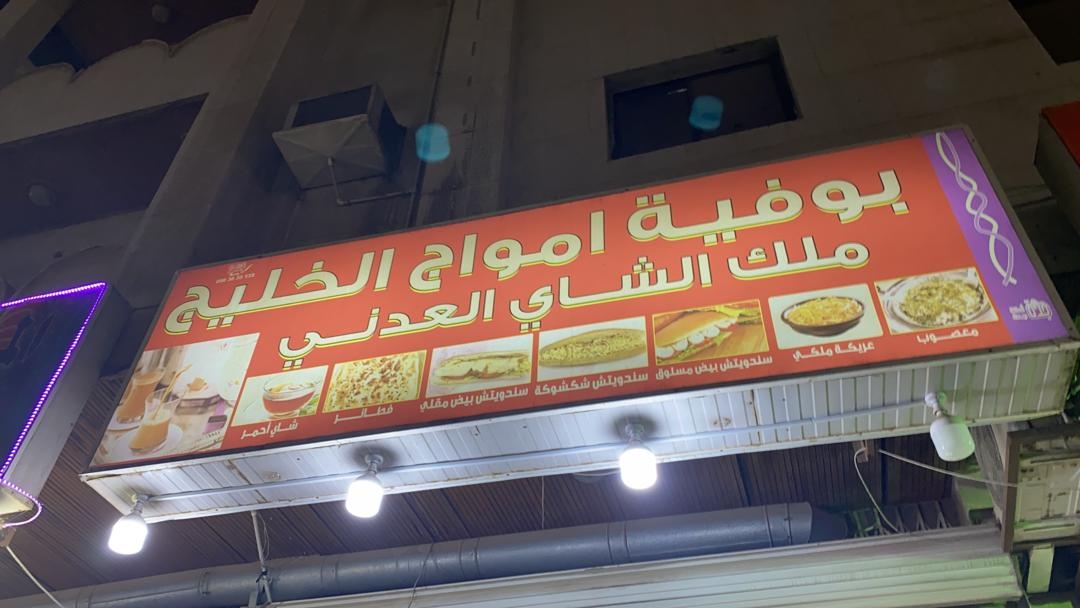 بوفية امواج الخليج
ملك الشاي العدني
معصوب
عريكة ملكي
سندويتش بيض مسلوق
سندويتش شكشوكة
سندويتش بيض مقلي
فطائر
شاي احمر